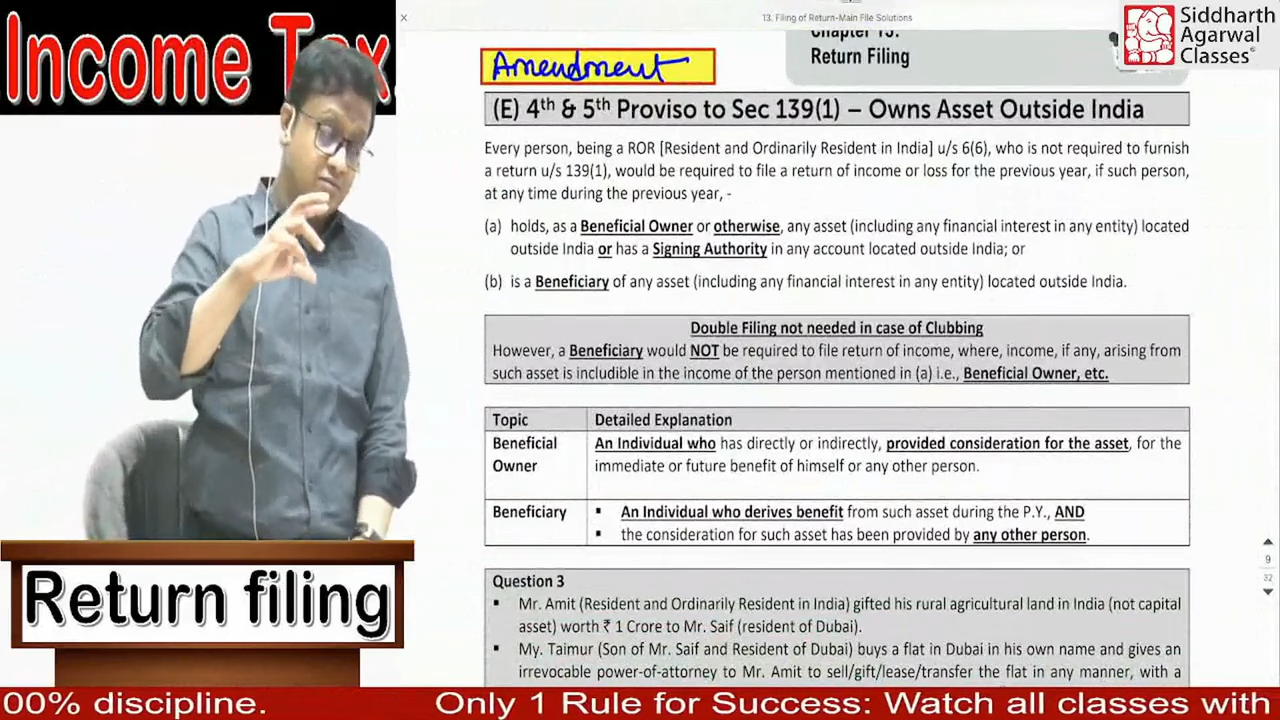 Income Tax
×
13. Filing of Return-Main File Solutions
Siddharth
Agarwal
Classes®
Chapter 13:
Return Filing
Amendment
(E) 4th & 5th Proviso to Sec 139(1) – Owns Asset Outside India
Every person, being a ROR [Resident and Ordinarily Resident in India] u/s 6(6), who is not required to furnish
a return u/s 139(1), would be required to file a return of income or loss for the previous year, if such person,
at any time during the previous year, -
(a) holds, as a Beneficial Owner or otherwise, any asset (including any financial interest in any entity) located
outside India or has a Signing Authority in any account located outside India; or
(b) is a Beneficiary of any asset (including any financial interest in any entity) located outside India.
Double Filing not needed in case of Clubbing
However, a Beneficiary would NOT be required to file return of income, where, income, if any, arising from
such asset is includible in the income of the person mentioned in (a) i.e., Beneficial Owner, etc.
Topic Detailed Explanation
Beneficial An Individual who has directly or indirectly, provided consideration for the asset, for the
Owner immediate or future benefit of himself or any other person.
Beneficiary ▪ An Individual who derives benefit from such asset during the P.Y., AND
▪ the consideration for such asset has been provided by any other person.
Question 3
▪ Mr. Amit (Resident and Ordinarily Resident in India) gifted his rural agricultural land in India (not capital
asset) worth ₹ 1 Crore to Mr. Saif (resident of Dubai).
▪ My. Taimur (Son of Mr. Saif and Resident of Dubai) buys a flat in Dubai in his own name and gives an
irrevocable power-of-attorney to Mr. Amit to sell/gift/lease/transfer the flat in any manner, with a
9
32
Return filing
00% discipline. Only 1 Rule for Success: Watch all classes with